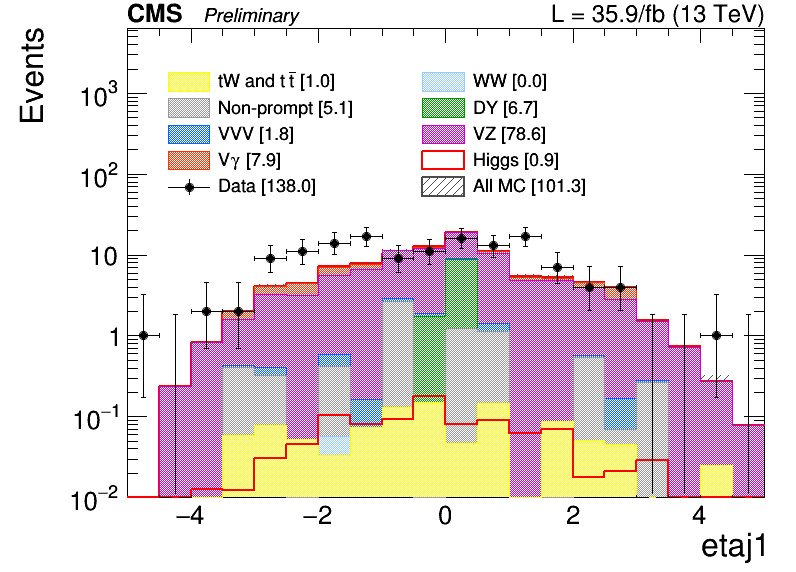 CMS Preliminary L = 35.9/fb (13 TeV)
Events
tW and t t̅ [1.0] WW [0.0]
Non-prompt [5.1] DY [6.7]
VVV [1.8] VZ [78.6]
Vγ [7.9] Higgs [0.9]
Data [138.0] All MC [101.3]
10³
10²
10
1
10⁻¹
10⁻²
−4 −2 0 2 4
etaj1